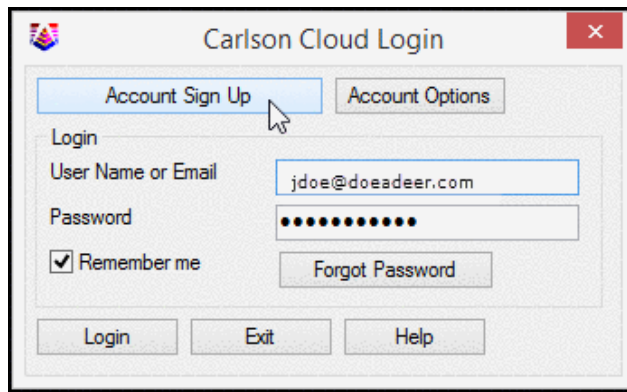 Carlson Cloud Login
Account Sign Up Account Options
Login
User Name or Email jdoe@doeadeer.com
Password ●●●●●●●●●●●
Remember me Forgot Password
Login Exit Help